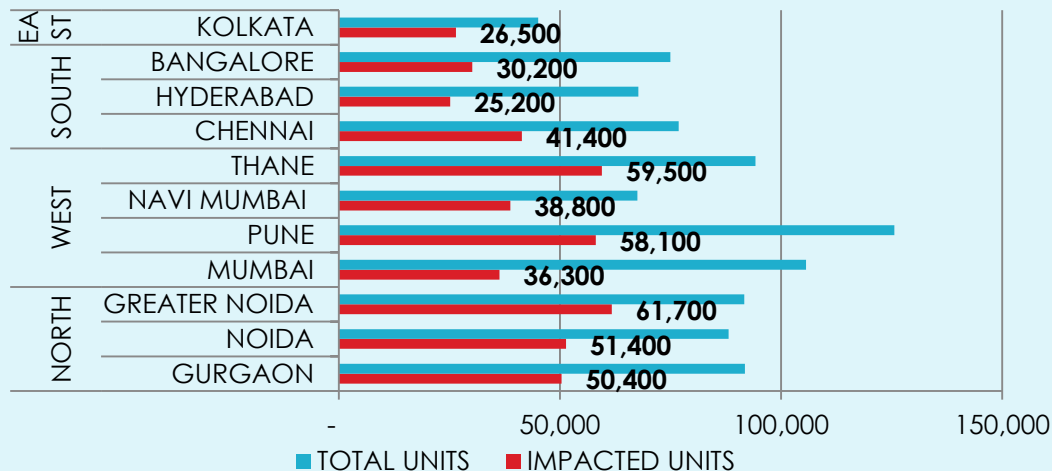 EA
ST
KOLKATA
26,500
SOUTH
BANGALORE
30,200
HYDERABAD
25,200
CHENNAI
41,400
WEST
THANE
59,500
NAVI MUMBAI
38,800
PUNE
58,100
MUMBAI
36,300
NORTH
GREATER NOIDA
61,700
NOIDA
51,400
GURGAON
50,400
- 50,000 100,000 150,000
TOTAL UNITS IMPACTED UNITS